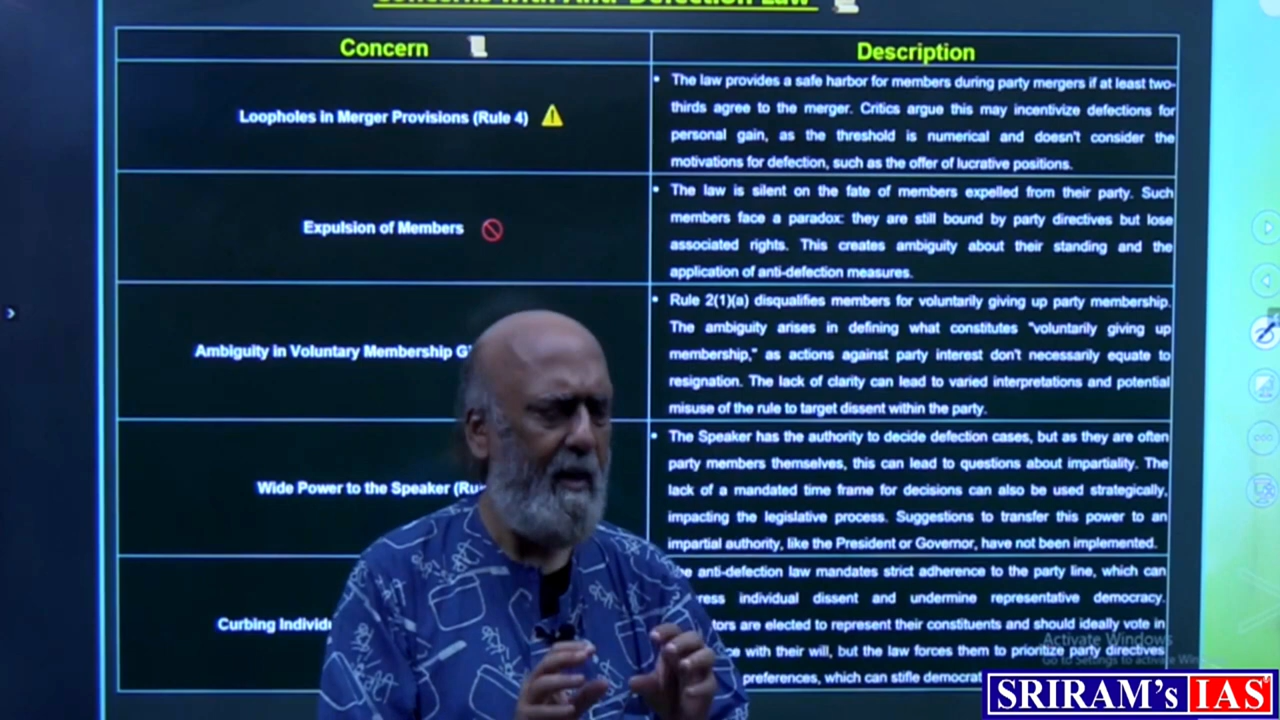 Concerns with Anti-Defection Law
Concern
Description
Loopholes in Merger Provisions (Rule 4)
• The law provides a safe harbor for members during party mergers if at least two-
thirds agree to the merger. Critics argue this may incentivize defections for
personal gain, as the threshold is numerical and doesn't consider the
motivations for defection, such as the offer of lucrative positions.
Expulsion of Members
• The law is silent on the fate of members expelled from their party. Such
members face a paradox: they are still bound by party directives but lose
associated rights. This creates ambiguity about their standing and the
application of anti-defection measures.
Ambiguity in Voluntary Membership
• Rule 2(1)(a) disqualifies members for voluntarily giving up party membership.
The ambiguity arises in defining what constitutes "voluntarily giving up
membership," as actions against party interest don't necessarily equate to
resignation. The lack of clarity can lead to varied interpretations and potential
misuse of the rule to target dissent within the party.
Wide Power to the Speaker
• The Speaker has the authority to decide defection cases, but as they are often
party members themselves, this can lead to questions about impartiality. The
lack of a mandated time frame for decisions can also be used strategically,
impacting the legislative process. Suggestions to transfer this power to an
impartial authority, like the President or Governor, have not been implemented.
Curbing
anti-defection law mandates strict adherence to the party line, which can
individual dissent and undermine representative democracy.
are elected to represent their constituents and should ideally vote in
with their will, but the law forces them to prioritize party directives
preferences, which can stifle
Activate Windows
Go to Settings to activate
SRIRAM's IAS